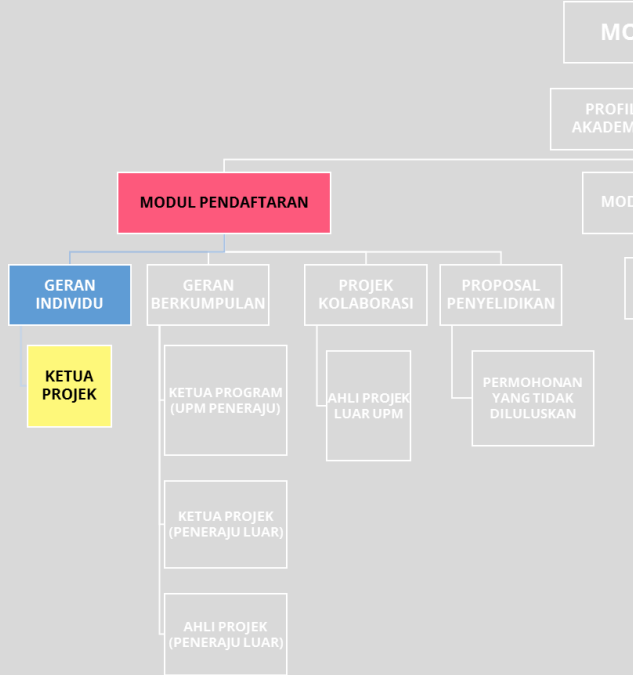 MO
PROFI
AKADEM
MODUL PENDAFTARAN
MOD
GERAN
INDIVIDU
GERAN
BERKUMPULAN
PROJEK
KOLABORASI
PROPOSAL
PENYELIDIKAN
KETUA
PROJEK
KETUA PROGRAM
(UPM PENERAJU)
AHLI PROJEK
LUAR UPM
PERMOHONAN
YANG TIDAK
DILULUSKAN
KETUA PROJEK
(PENERAJU LUAR)
AHLI PROJEK
(PENERAJU LUAR)